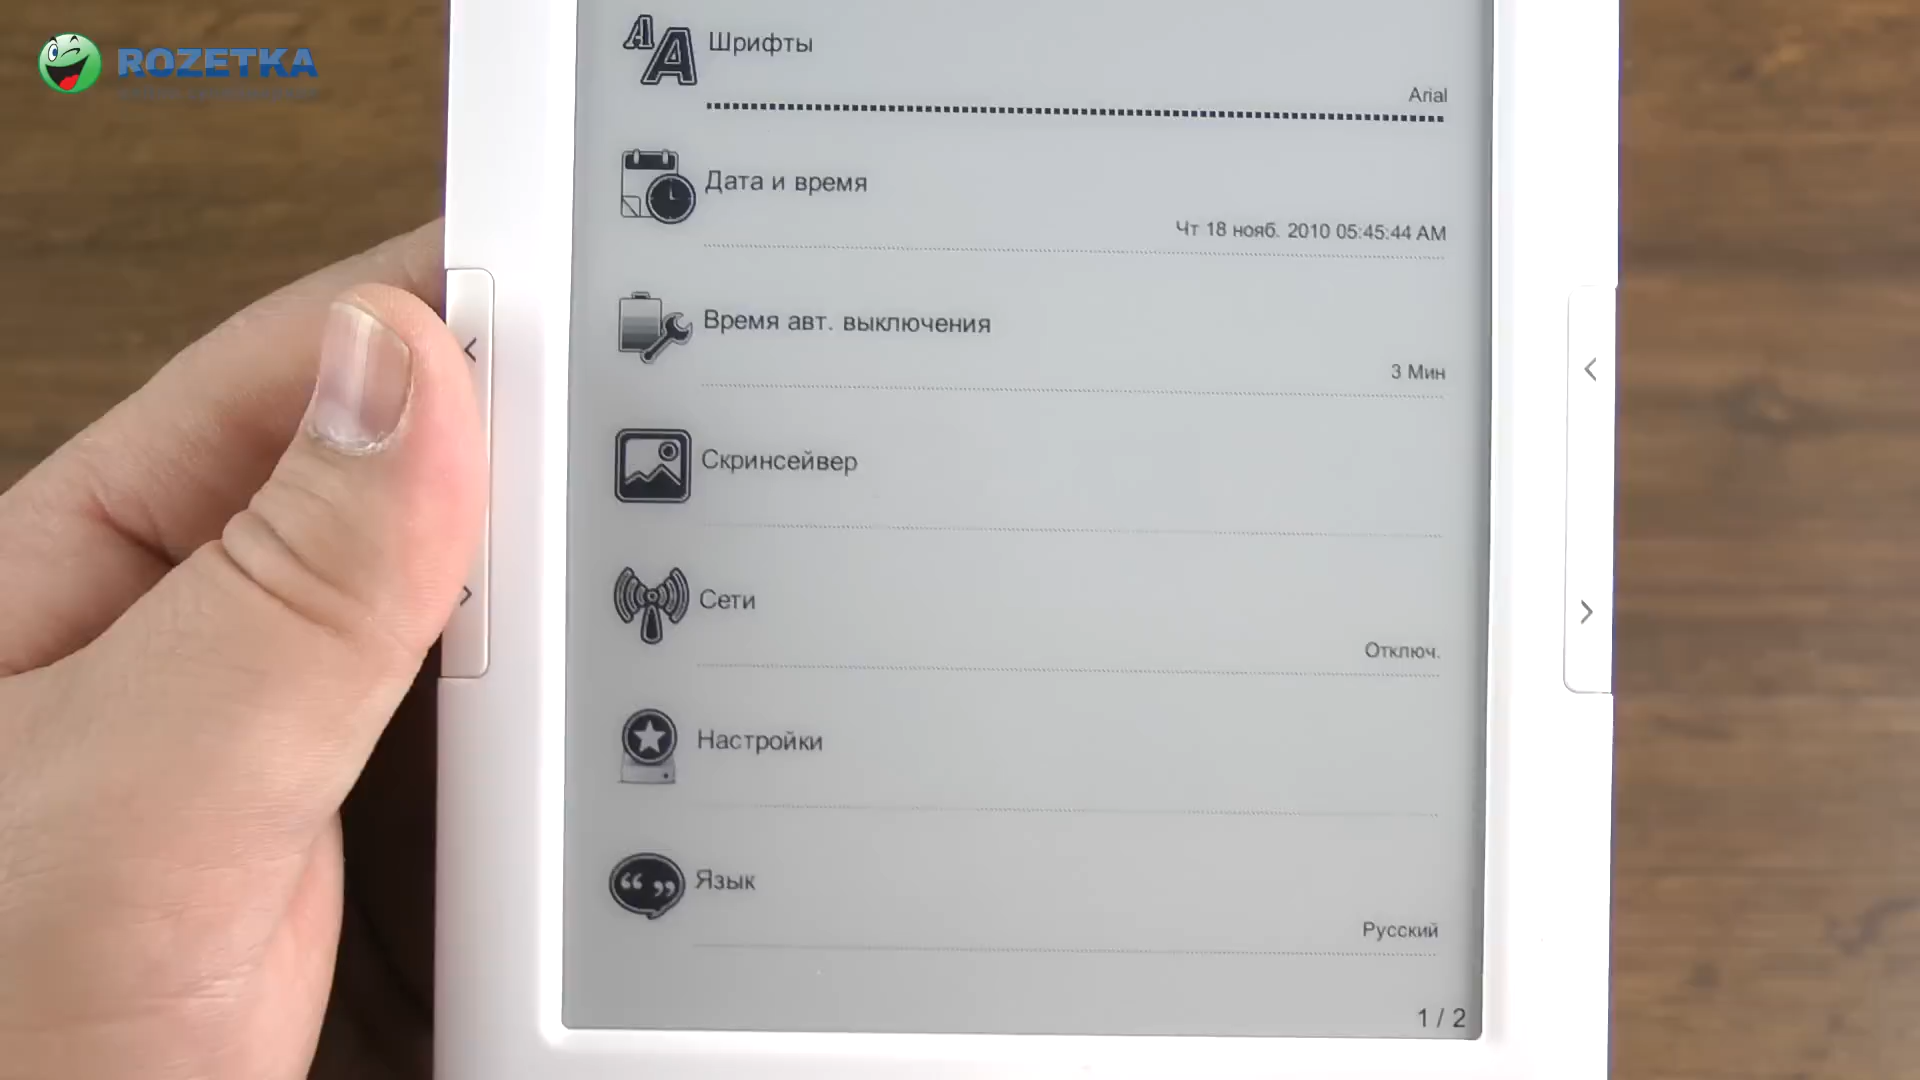 ROZETKA
Шрифты
Arial
Дата и время
Чт 18 нояб. 2010 05:45:44 AM
Время авт. выключения
3 Мин
Скринсейвер
Сети
Отключ.
Настройки
Язык
Русский
1 / 2